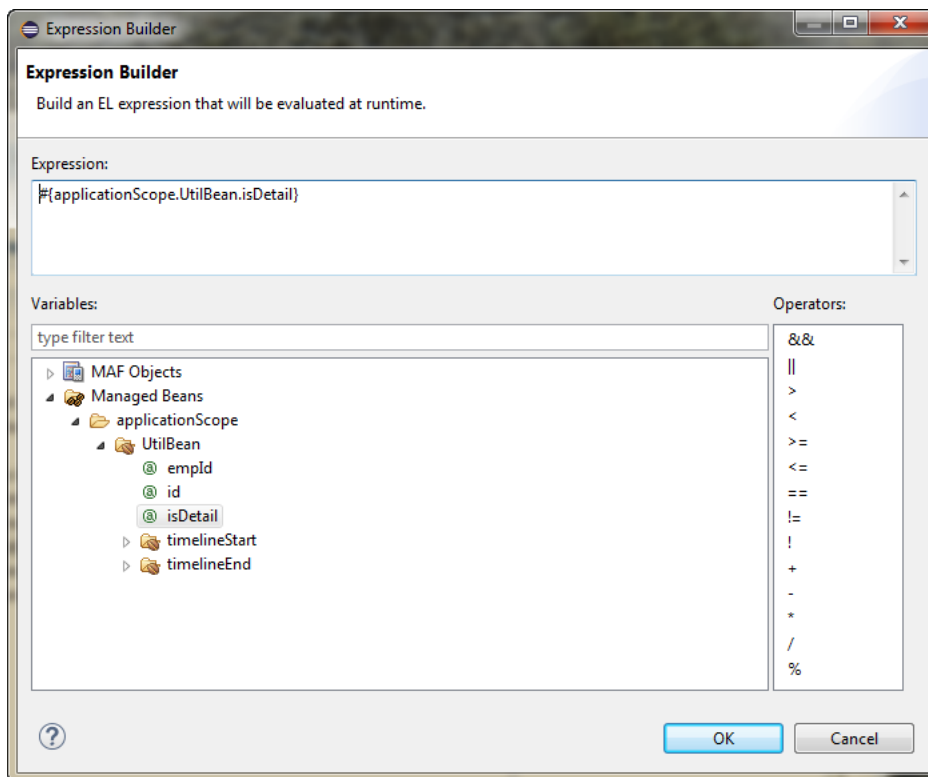 Expression Builder
Expression Builder
Build an EL expression that will be evaluated at runtime.
Expression:
#{applicationScope.UtilBean.isDetail}
Variables:
Operators:
type filter text
MAF Objects
Managed Beans
applicationScope
UtilBean
empId
id
isDetail
timelineStart
timelineEnd
&&
||
>
<
>=
<=
==
!=
!
+
-
*
/
%
?
OK
Cancel